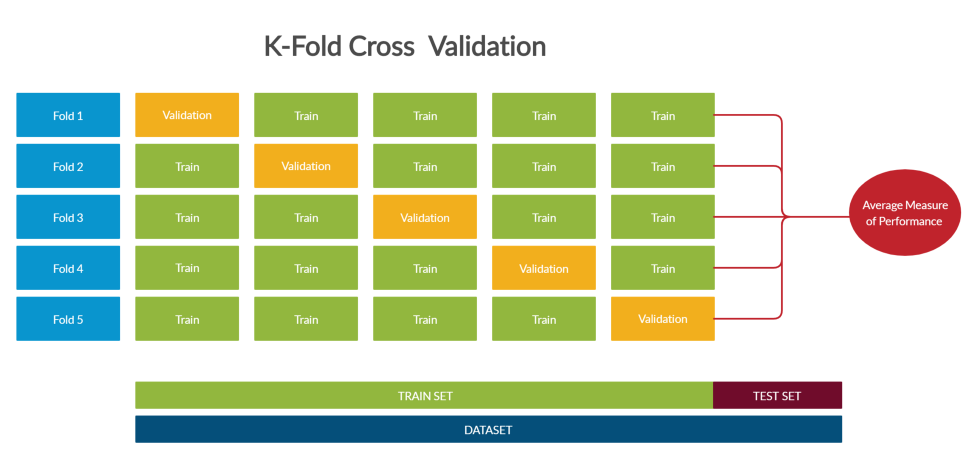 K-Fold Cross Validation
Fold 1 Validation Train Train Train Train
Fold 2 Train Validation Train Train Train
Fold 3 Train Train Validation Train Train
Fold 4 Train Train Train Validation Train
Fold 5 Train Train Train Train Validation
Average Measure
of Performance
TRAIN SET TEST SET
DATASET